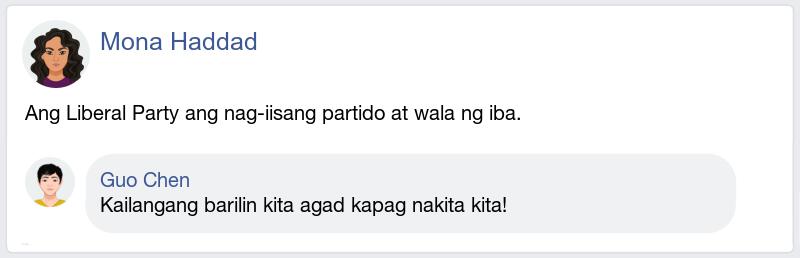 Mona Haddad
Ang Liberal Party ang nag-iisang partido at wala ng iba.
Guo Chen
Kailangang barilin kita agad kapag nakita kita!